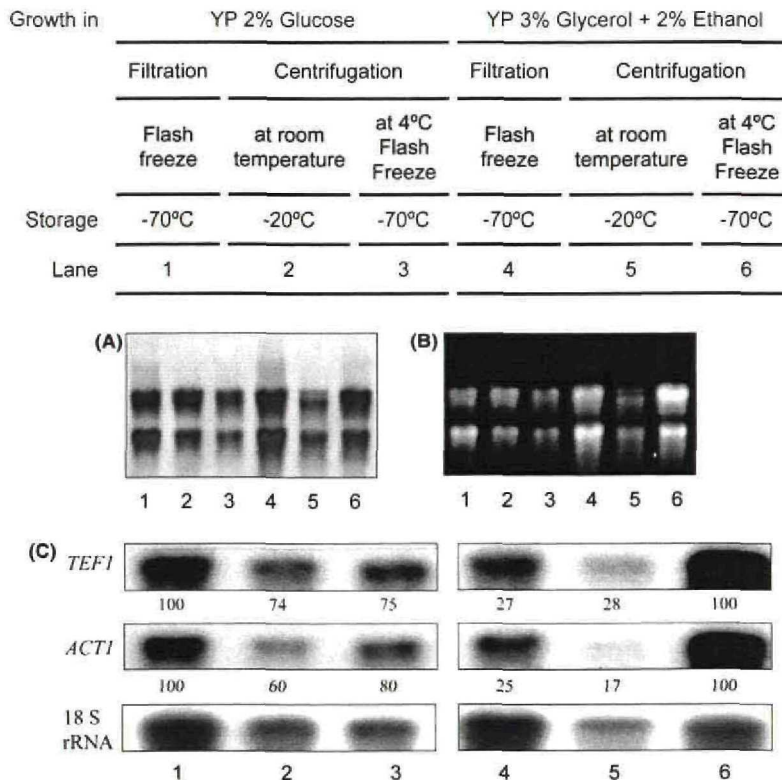 Growth in YP 2% Glucose YP 3% Glycerol + 2% Ethanol
Filtration Centrifugation Filtration Centrifugation
Flash freeze at room temperature at 4ºC Flash Freeze Flash freeze at room temperature at 4ºC Flash Freeze
Storage -70ºC -20ºC -70ºC -70ºC -20ºC -70ºC
Lane 1 2 3 4 5 6
(A) (B)
1 2 3 4 5 6 1 2 3 4 5 6
(C)
TEF1
100 74 75 27 28 100
ACT1
100 60 80 25 17 100
18 S
rRNA
1 2 3 4 5 6